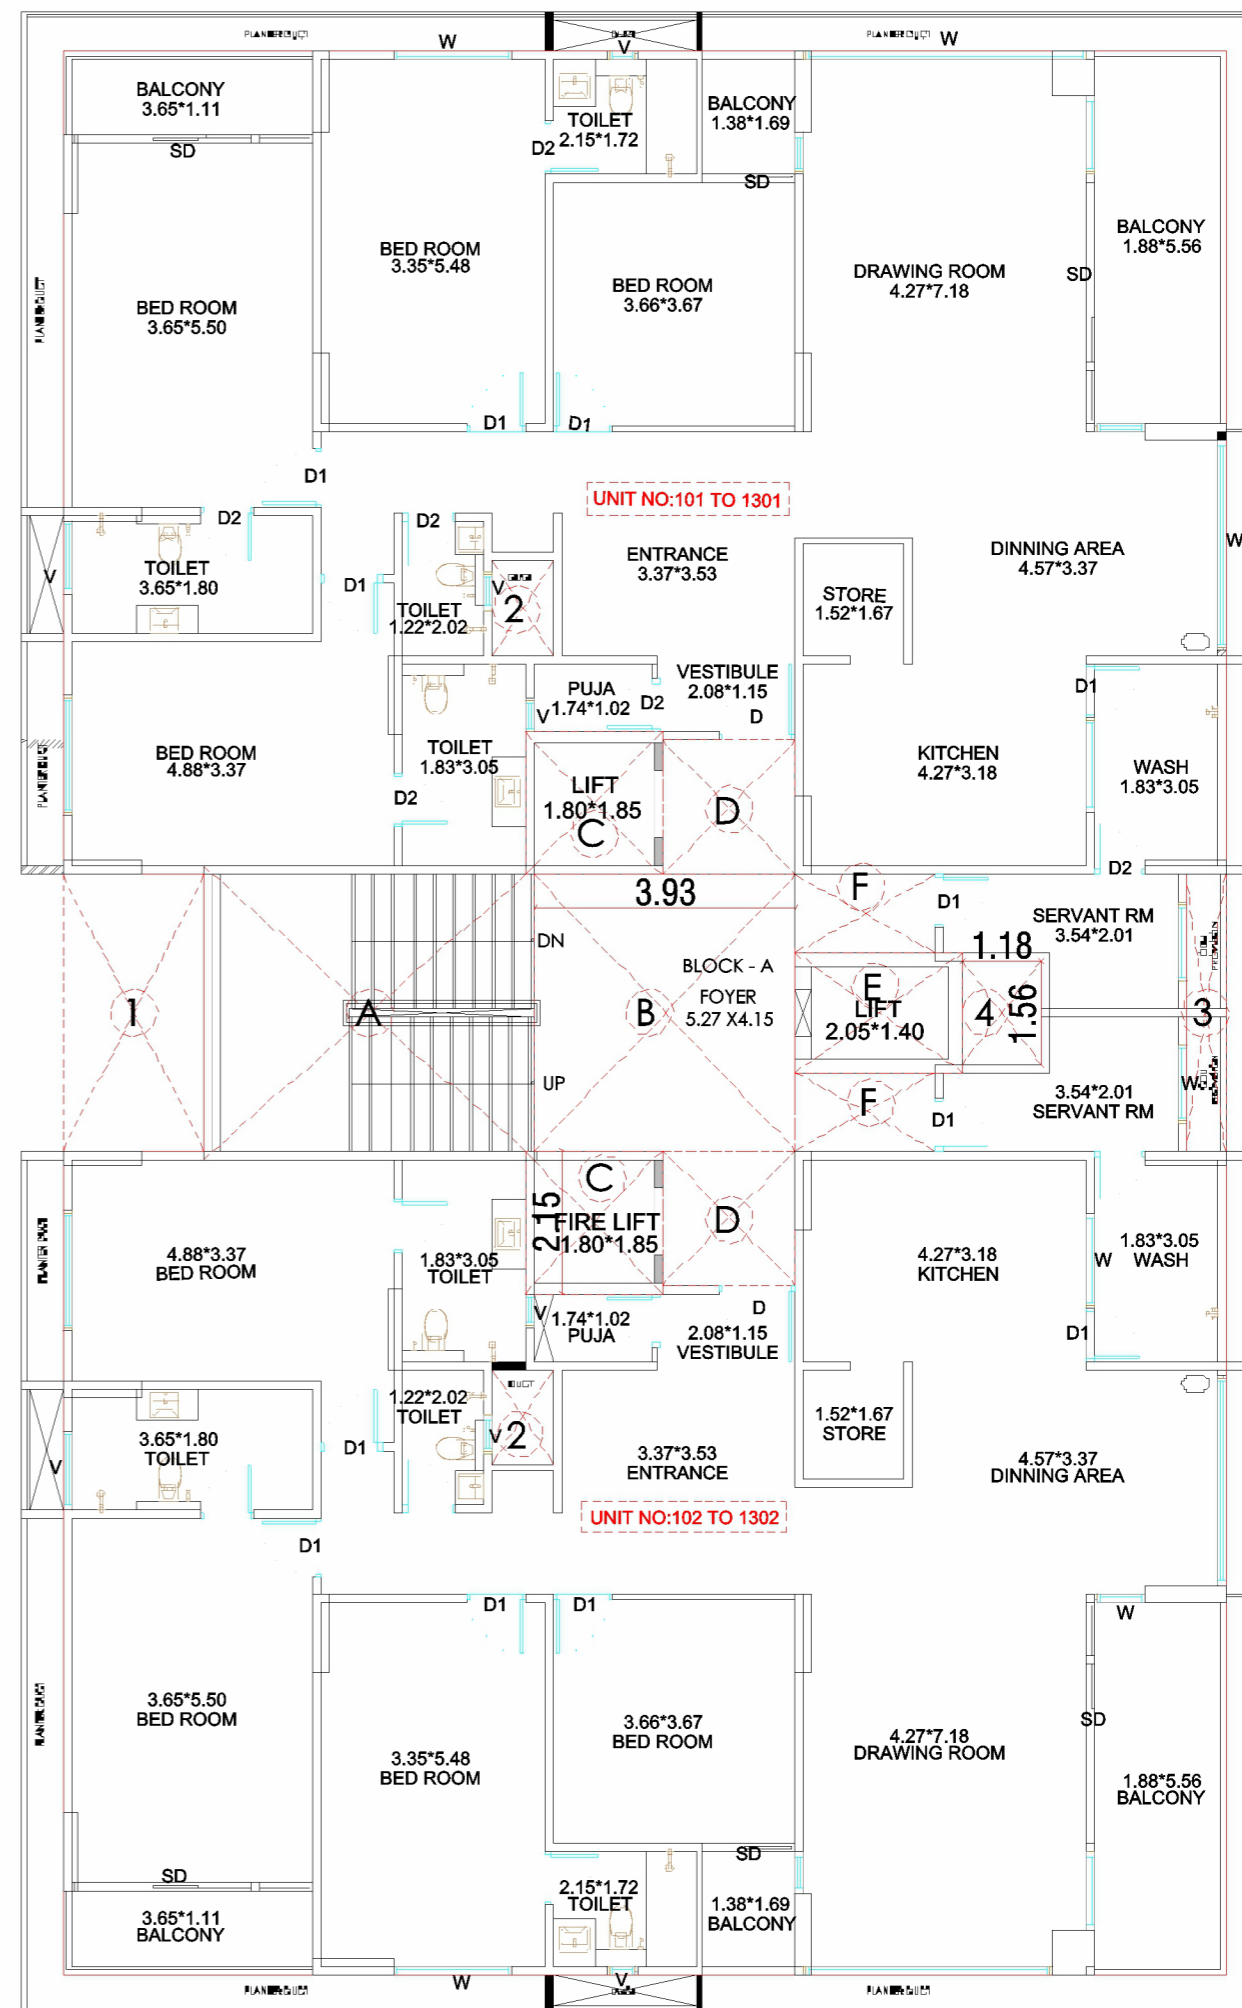 W
V
W
BALCONY
3.65*1.11
SD
TOILET
2.15*1.72
D2
BALCONY
1.38*1.69
SD
BED ROOM
3.35*5.48
BED ROOM
3.65*5.50
BED ROOM
3.66*3.67
DRAWING ROOM
4.27*7.18
SD
BALCONY
1.88*5.56
D1
D1
D1
UNIT NO:101 TO 1301
D2
D2
V
TOILET
3.65*1.80
D1
TOILET
1.22*2.02
V
2
ENTRANCE
3.37*3.53
STORE
1.52*1.67
DINNING AREA
4.57*3.37
W
PUJA
1.74*1.02
D2
V
VESTIBULE
2.08*1.15
D
D1
BED ROOM
4.88*3.37
TOILET
1.83*3.05
D2
LIFT
1.80*1.85
C
D
KITCHEN
4.27*3.18
WASH
1.83*3.05
D2
3.93
F
D1
SERVANT RM
3.54*2.01
DN
BLOCK - A
FOYER
5.27 X4.15
1.18
1
A
B
E
LIFT
2.05*1.40
4
1.56
3
UP
F
D1
W
3.54*2.01
SERVANT RM
C
2.15
FIRE LIFT
1.80*1.85
D
4.88*3.37
BED ROOM
1.83*3.05
TOILET
4.27*3.18
KITCHEN
W
1.83*3.05
WASH
V
1.74*1.02
PUJA
D
2.08*1.15
VESTIBULE
D1
DUCT
1.22*2.02
TOILET
V
2
1.52*1.67
STORE
3.65*1.80
TOILET
V
D1
3.37*3.53
ENTRANCE
4.57*3.37
DINNING AREA
UNIT NO:102 TO 1302
D1
D1
D1
W
3.65*5.50
BED ROOM
3.35*5.48
BED ROOM
3.66*3.67
BED ROOM
4.27*7.18
DRAWING ROOM
SD
1.88*5.56
BALCONY
SD
SD
3.65*1.11
BALCONY
2.15*1.72
TOILET
1.38*1.69
BALCONY
W
V